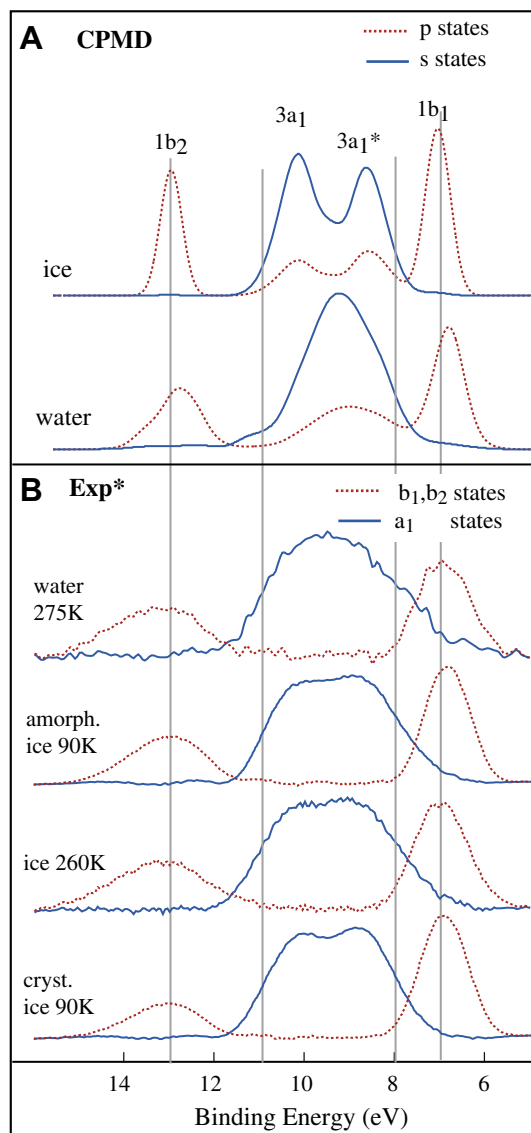 A CPMD
p states
s states
1b2
3a1
3a1*
1b1
ice
water
B Exp*
b1,b2 states
a1 states
water
275K
amorph.
ice 90K
ice 260K
cryst.
ice 90K
14 12 10 8 6
Binding Energy (eV)